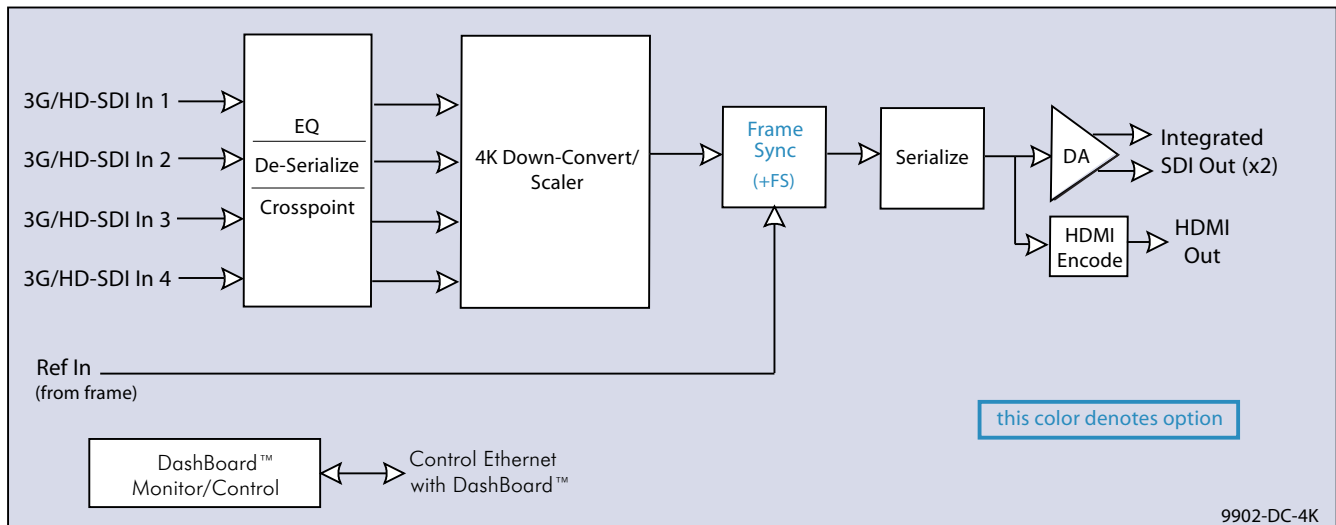 3G/HD-SDI In 1
3G/HD-SDI In 2
3G/HD-SDI In 3
3G/HD-SDI In 4
EQ
De-Serialize
Crosspoint
4K Down-Convert/
Scaler
Frame
Sync
(+FS)
Serialize
DA
Integrated
SDI Out (x2)
HDMI
Encode
HDMI
Out
Ref In
(from frame)
this color denotes option
DashBoard™
Monitor/Control
Control Ethernet
with DashBoard™
9902-DC-4K